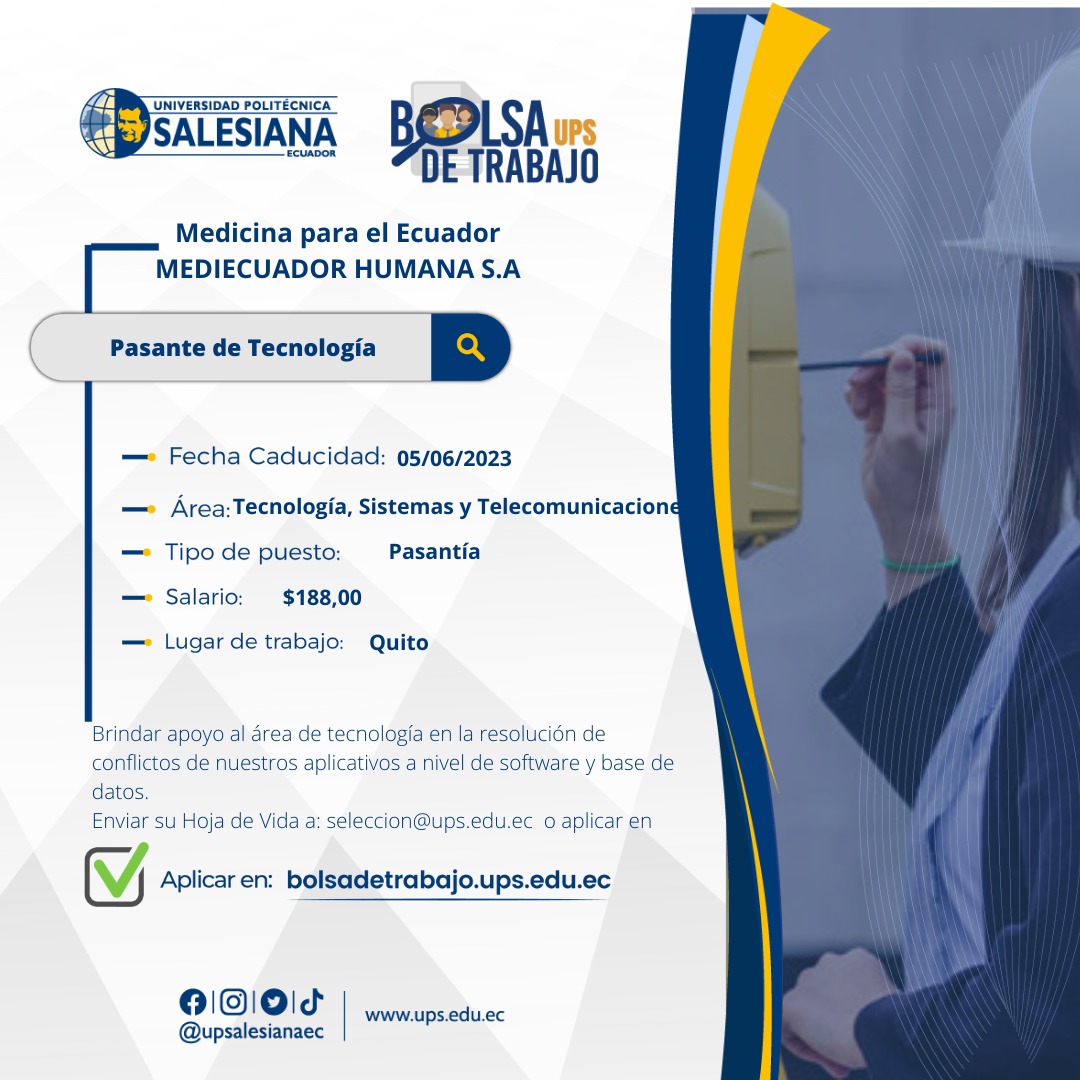 UNIVERSIDAD POLITÉCNICA
SALESIANA
ECUADOR
BOLSA UPS
DE TRABAJO
Medicina para el Ecuador
MEDIECUADOR HUMANA S.A
Pasante de Tecnología
Fecha Caducidad: 05/06/2023
Área: Tecnología, Sistemas y Telecomunicacione
Tipo de puesto: Pasantía
Salario: $188,00
Lugar de trabajo: Quito
Brindar apoyo al área de tecnología en la resolución de
conflictos de nuestros aplicativos a nivel de software y base de
datos.
Enviar su Hoja de Vida a: seleccion@ups.edu.ec o aplicar en
Aplicar en: bolsadetrabajo.ups.edu.ec
@upsalesianaec
www.ups.edu.ec